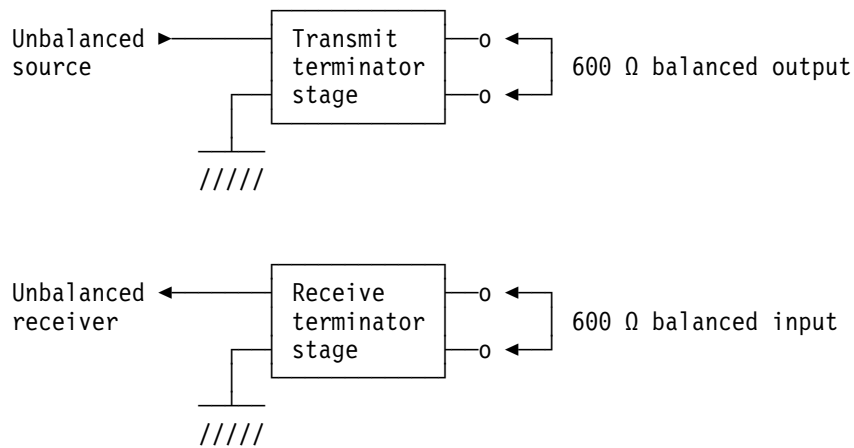 Unbalanced
source
Transmit
terminator
stage
600 Ω balanced output
Unbalanced
receiver
Receive
terminator
stage
600 Ω balanced input